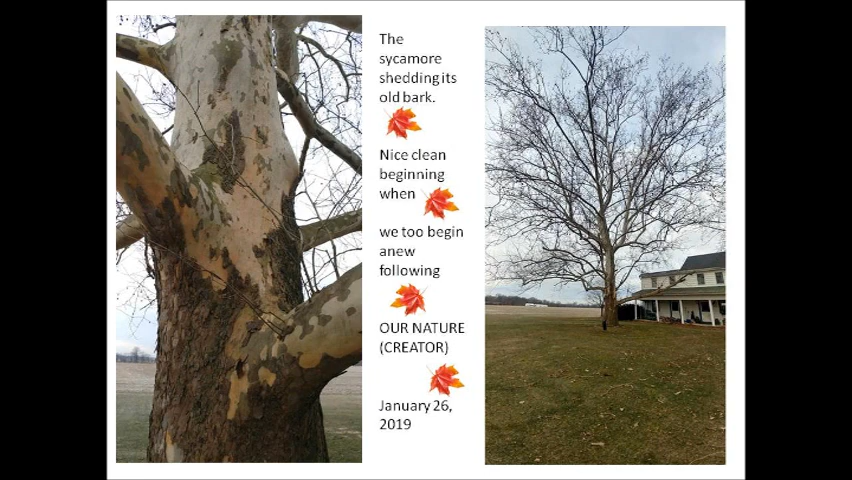 The
sycamore
shedding its
old bark.
Nice clean
beginning
when
we too begin
anew
following
OUR NATURE
(CREATOR)
January 26,
2019